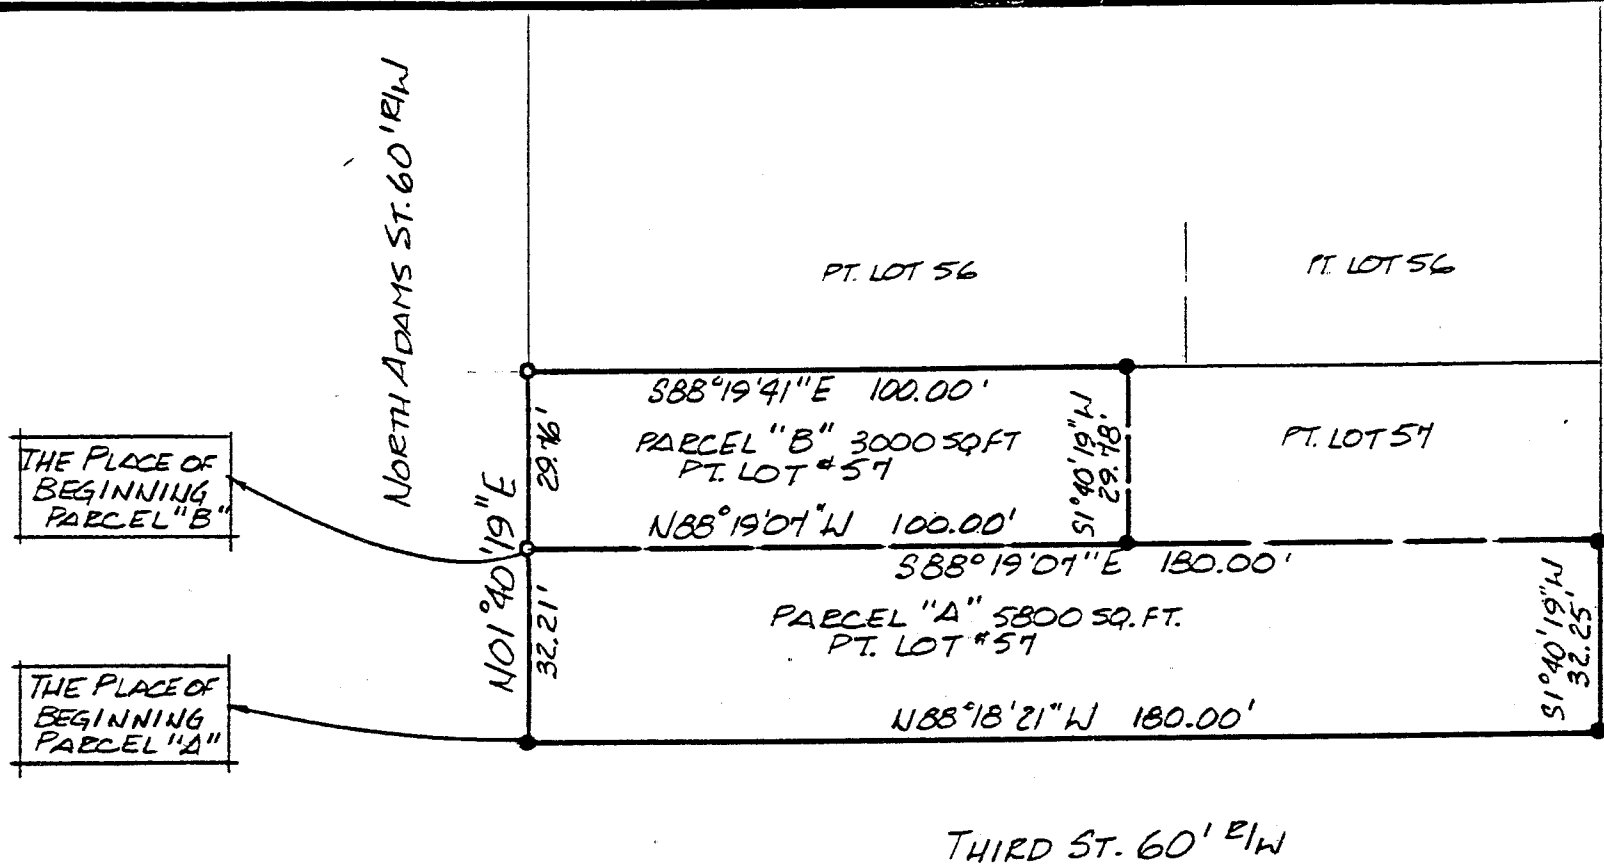 NORTH ADAMS ST. 60' R/W
PT. LOT 56
PT. LOT 56
S88°19'41"E 100.00'
29.76'
PARCEL "B" 3000 SQ.FT
PT. LOT #57
S1°40'19"W
29.78'
PT. LOT 57
N88°19'07"W 100.00'
THE PLACE OF
BEGINNING
PARCEL "B"
N01°40'19"E
S88°19'07"E 180.00'
32.21'
PARCEL "A" 5800 SQ.FT.
PT. LOT #57
S1°40'19"W
32.25'
THE PLACE OF
BEGINNING
PARCEL "A"
N88°18'21"W 180.00'
THIRD ST. 60' R/W